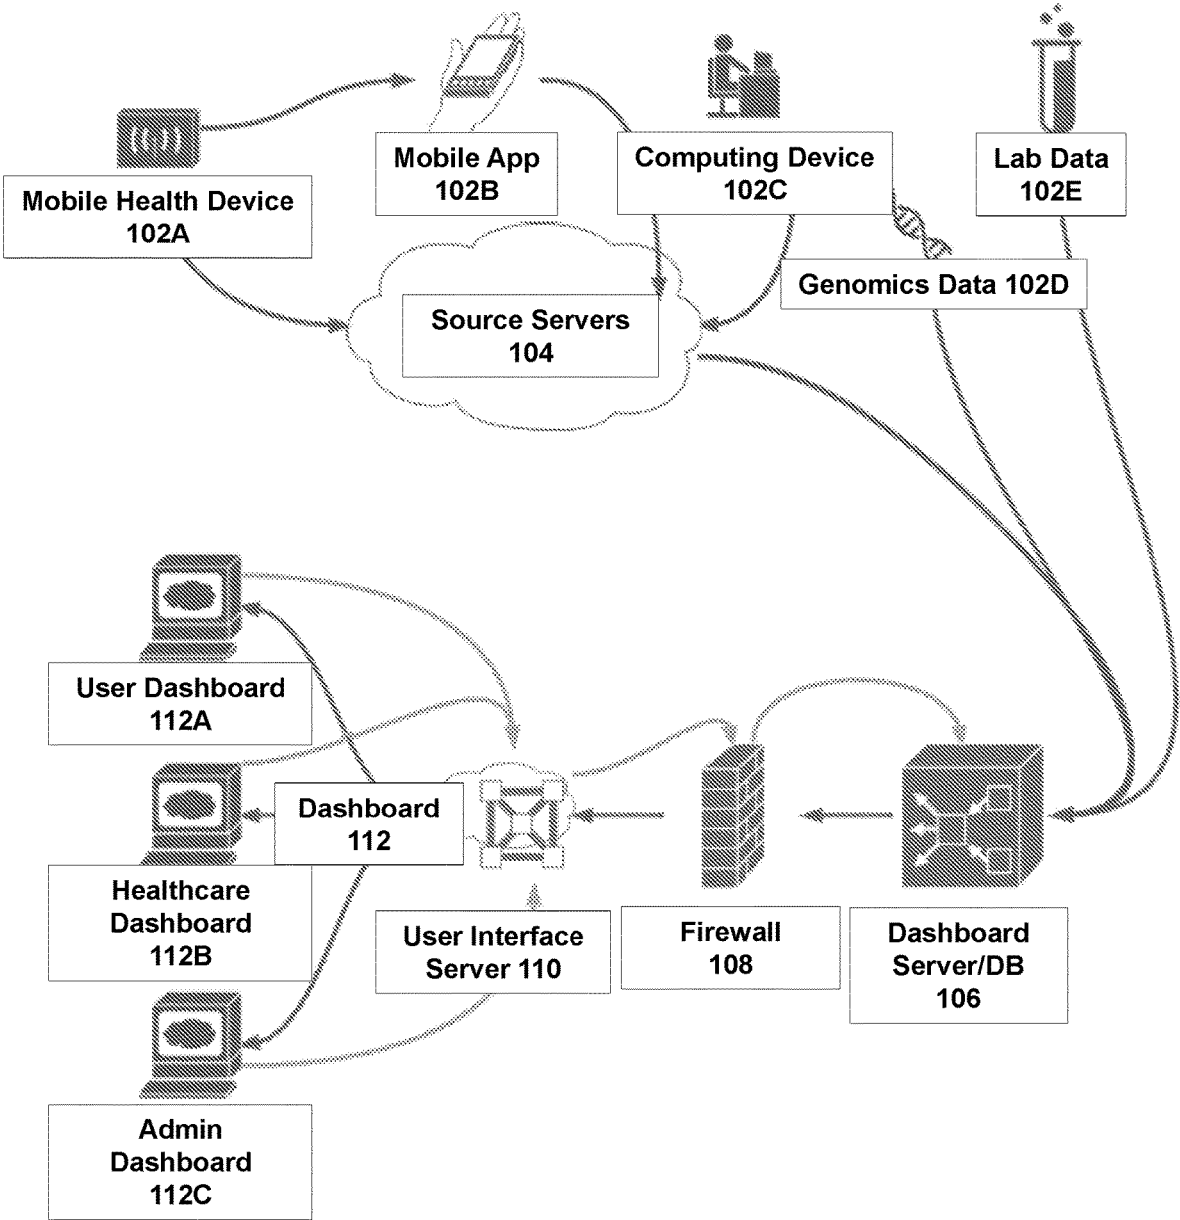 Mobile App
102B
Computing Device
102C
Lab Data
102E
Mobile Health Device
102A
Genomics Data 102D
Source Servers
104
User Dashboard
112A
Dashboard
112
Healthcare
Dashboard
112B
User Interface
Server 110
Firewall
108
Dashboard
Server/DB
106
Admin
Dashboard
112C